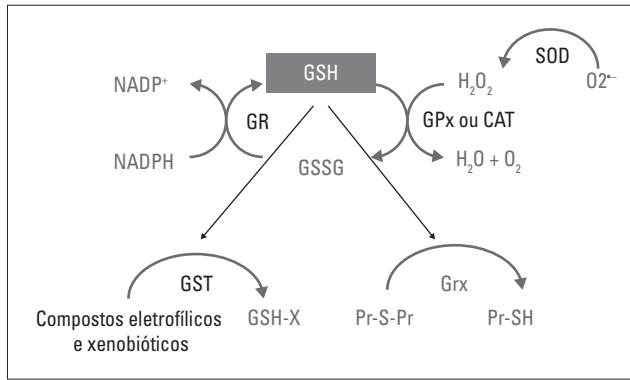 SOD
GSH
NADP⁺
H₂O₂
O2•–
GR
GPx ou CAT
NADPH
GSSG
H₂O + O₂
GST
Grx
Compostos eletrofílicos
e xenobióticos
GSH-X
Pr-S-Pr
Pr-SH